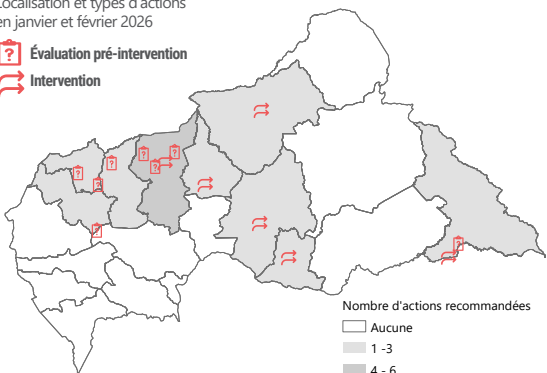 Localisation et types d'actions
en janvier et février 2026
Évaluation pré-intervention
Intervention
Nombre d'actions recommandées
Aucune
1 -3
4 - 6